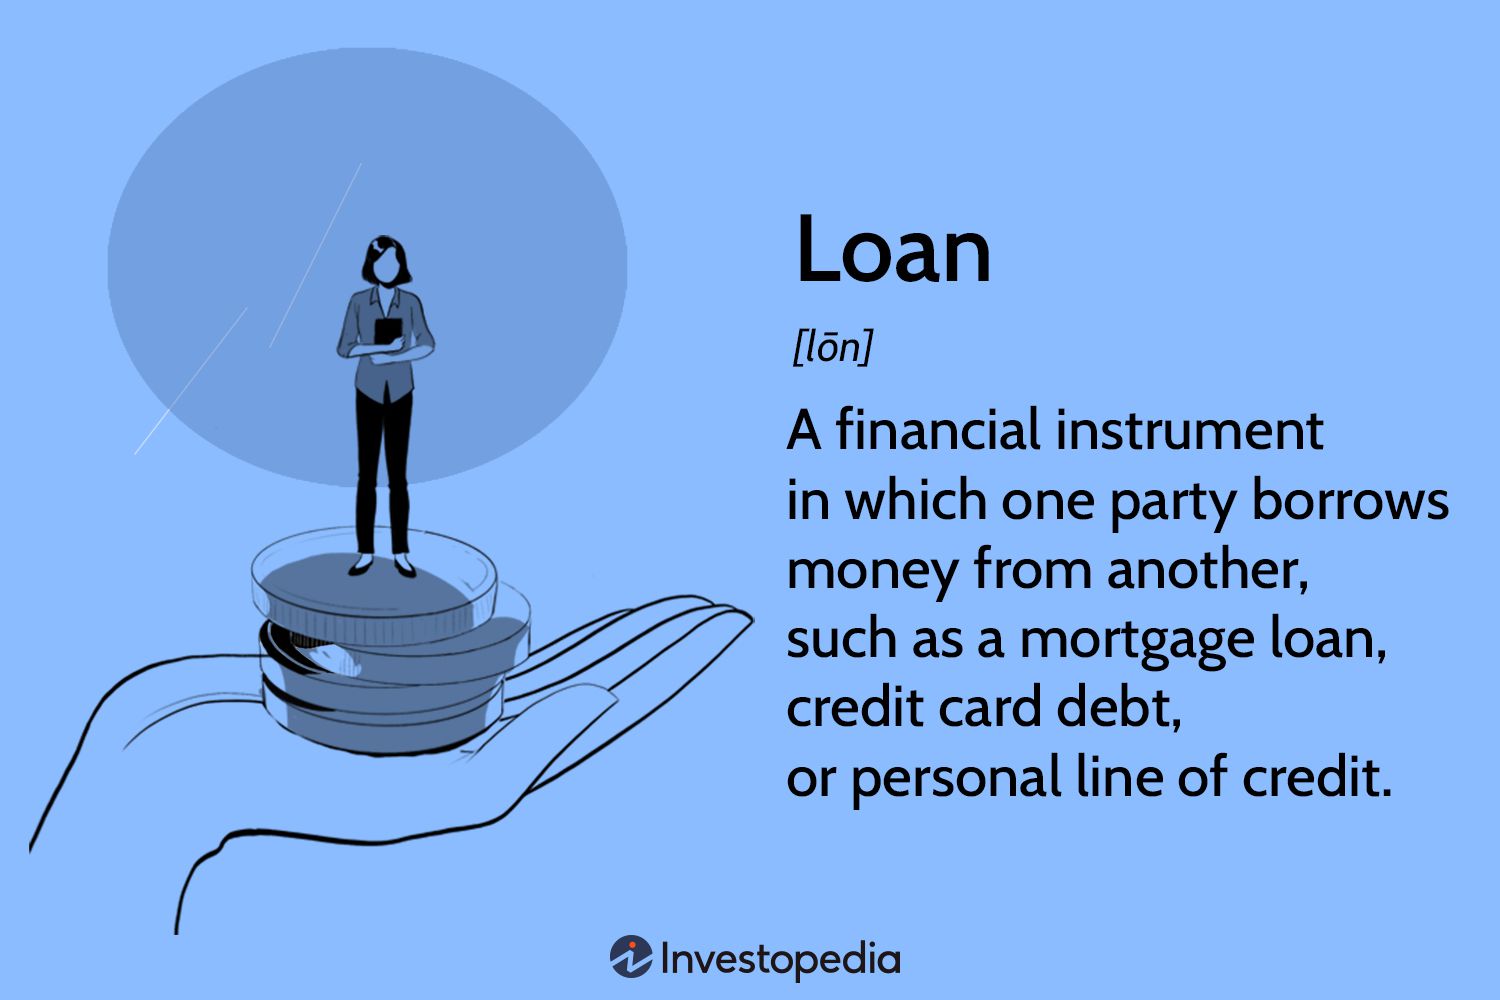 Loan
[lōn]
A financial instrument
in which one party borrows
money from another,
such as a mortgage loan,
credit card debt,
or personal line of credit.
Investopedia